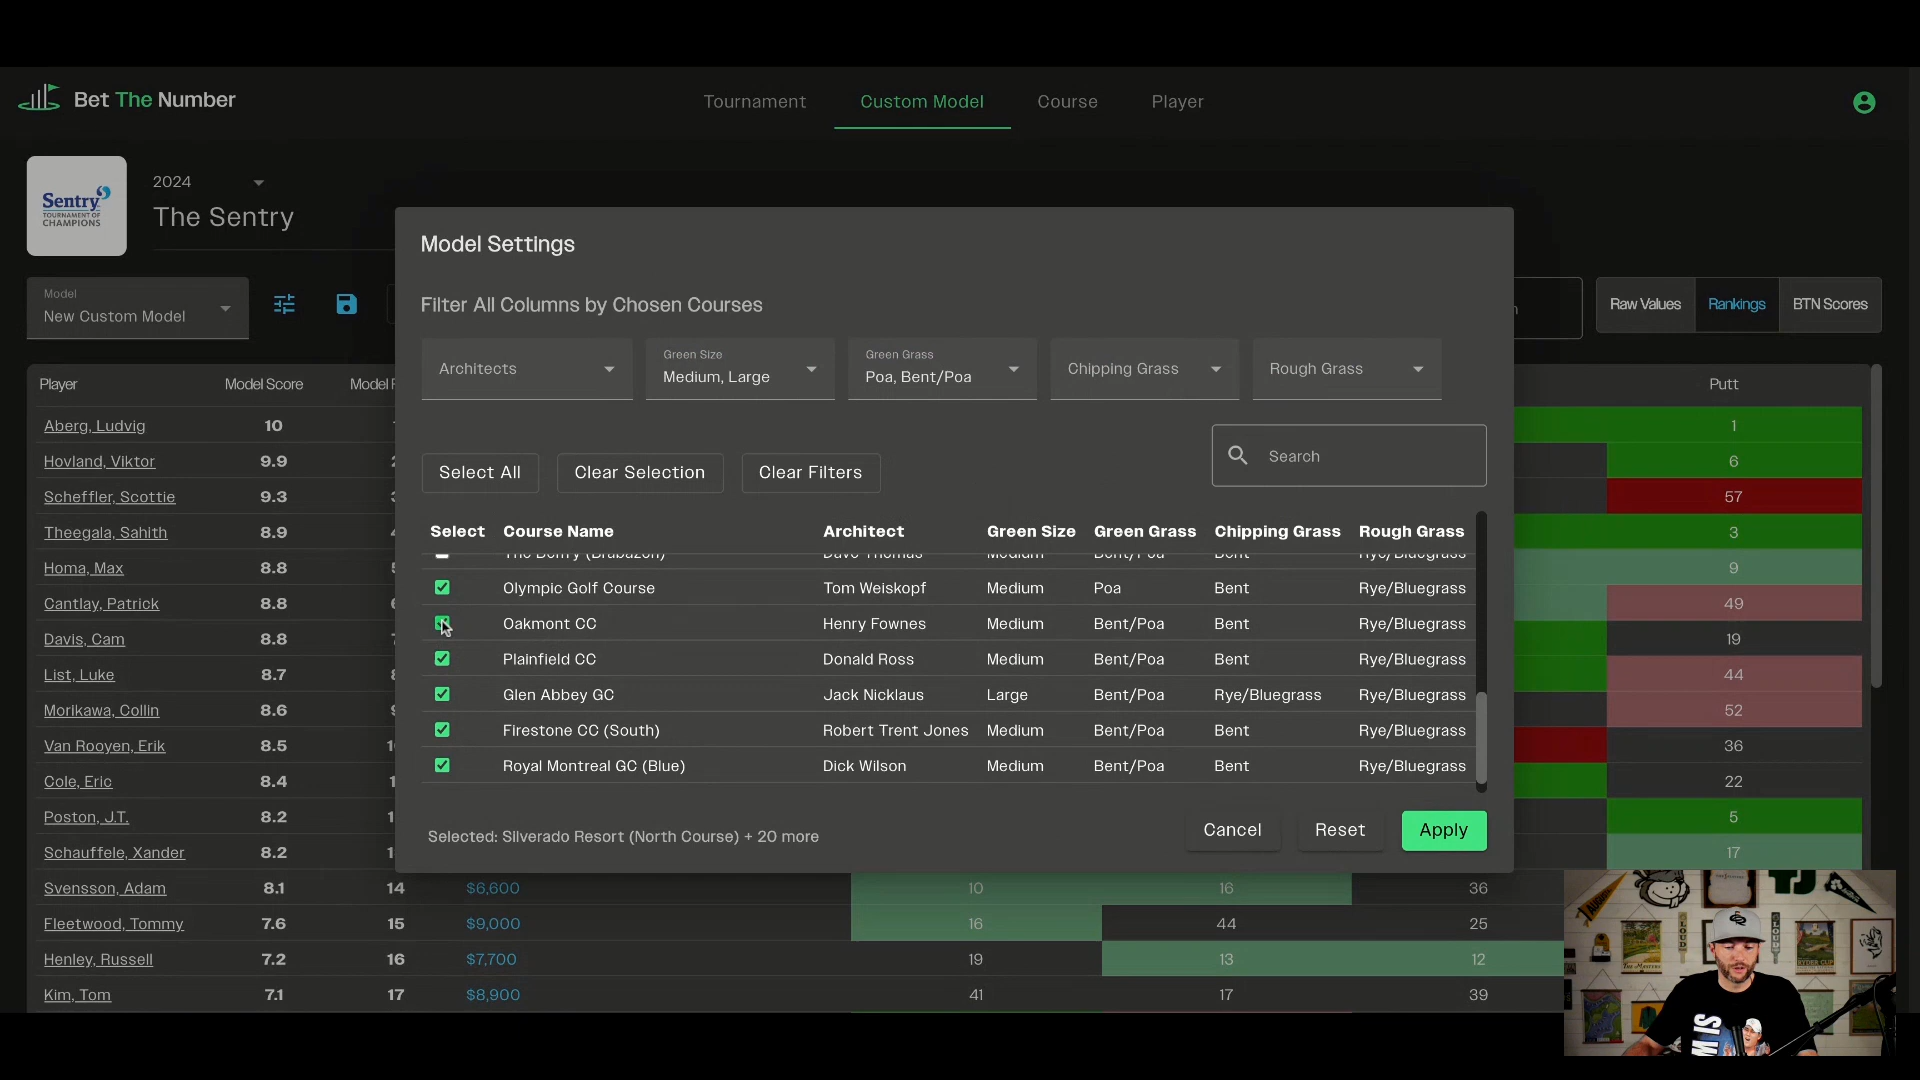 Bet The Number
Tournament
Custom Model
Course
Player
Sentry
TOURNAMENT OF
CHAMPIONS
2024
The Sentry
Model
New Custom Model
Raw Values
Rankings
BTN Scores
Model Settings
Filter All Columns by Chosen Courses
Architects
Green Size
Medium, Large
Green Grass
Poa, Bent/Poa
Chipping Grass
Rough Grass
Select All
Clear Selection
Clear Filters
Search
Select Course Name Architect Green Size Green Grass Chipping Grass Rough Grass
The Belfry (Brabazon) Dave Thomas Medium Bent/Poa Bent Rye/Bluegrass
Olympic Golf Course Tom Weiskopf Medium Poa Bent Rye/Bluegrass
Oakmont CC Henry Fownes Medium Bent/Poa Bent Rye/Bluegrass
Plainfield CC Donald Ross Medium Bent/Poa Bent Rye/Bluegrass
Glen Abbey GC Jack Nicklaus Large Bent/Poa Rye/Bluegrass Rye/Bluegrass
Firestone CC (South) Robert Trent Jones Medium Bent/Poa Bent Rye/Bluegrass
Royal Montreal GC (Blue) Dick Wilson Medium Bent/Poa Bent Rye/Bluegrass
Selected: Silverado Resort (North Course) + 20 more
Cancel
Reset
Apply
Player Model Score Model Putt
Aberg, Ludvig 10 1
Hovland, Viktor 9.9 6
Scheffler, Scottie 9.3 57
Theegala, Sahith 8.9 3
Homa, Max 8.8 9
Cantlay, Patrick 8.8 49
Davis, Cam 8.8 19
List, Luke 8.7 44
Morikawa, Collin 8.6 52
Van Rooyen, Erik 8.5 36
Cole, Eric 8.4 22
Poston, J.T. 8.2 5
Schauffele, Xander 8.2 17
Svensson, Adam 8.1 14 $6,600 10 16 36
Fleetwood, Tommy 7.6 15 $9,000 16 44 25
Henley, Russell 7.2 16 $7,700 19 13 12
Kim, Tom 7.1 17 $8,900 41 17 39